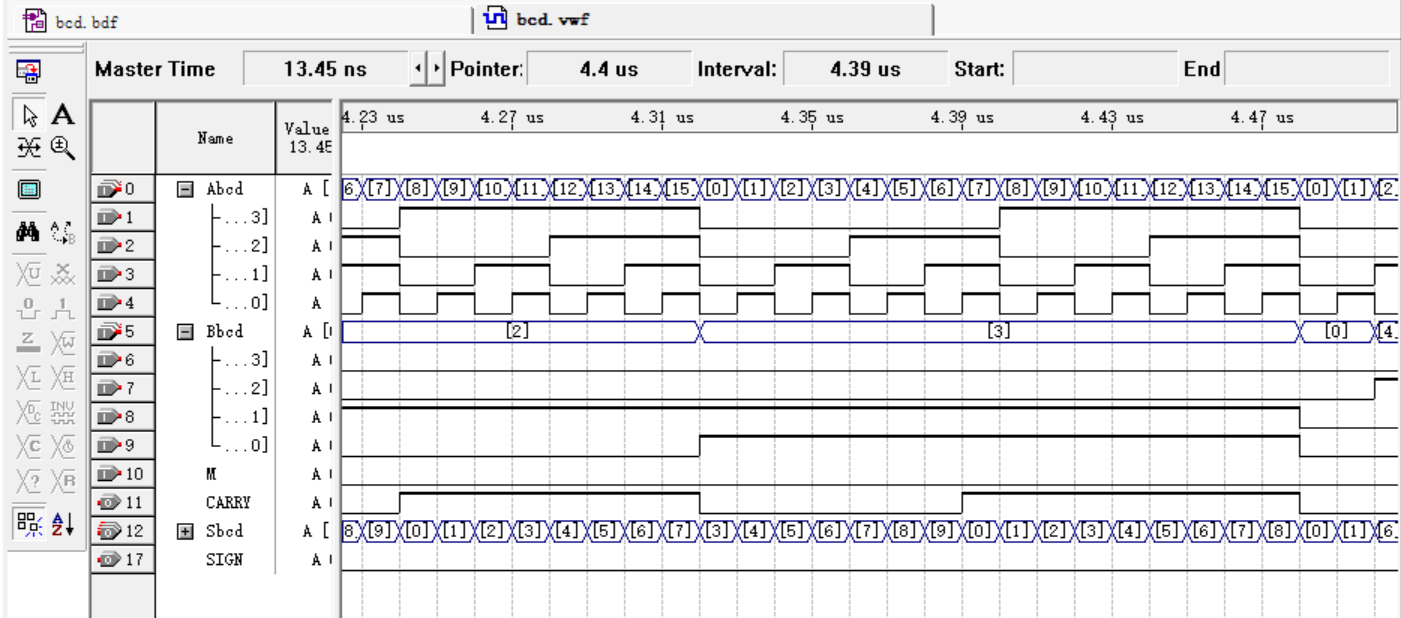 bcd. bdf
bcd. vwf
Master Time 13.45 ns Pointer: 4.4 us Interval: 4.39 us Start: End
Name Value 13.45
4.23 us 4.27 us 4.31 us 4.35 us 4.39 us 4.43 us 4.47 us
0 Abcd A [ 6. [7] [8] [9] [10. [11. [12. [13. [14. [15. [0] [1] [2] [3] [4] [5] [6] [7] [8] [9] [10. [11. [12. [13. [14. [15. [0] [1] [2.
1 ...3] A
2 ...2] A
3 ...1] A
4 ...0] A
5 Bbcd A [ [2] [3] [0] [4.
6 ...3] A
7 ...2] A
8 ...1] A
9 ...0] A
10 M A
11 CARRY A
12 Sbcd A [ 8. [9] [0] [1] [2] [3] [4] [5] [6] [7] [3] [4] [5] [6] [7] [8] [9] [0] [1] [2] [3] [4] [5] [6] [7] [8] [0] [1] [6.
17 SIGN A